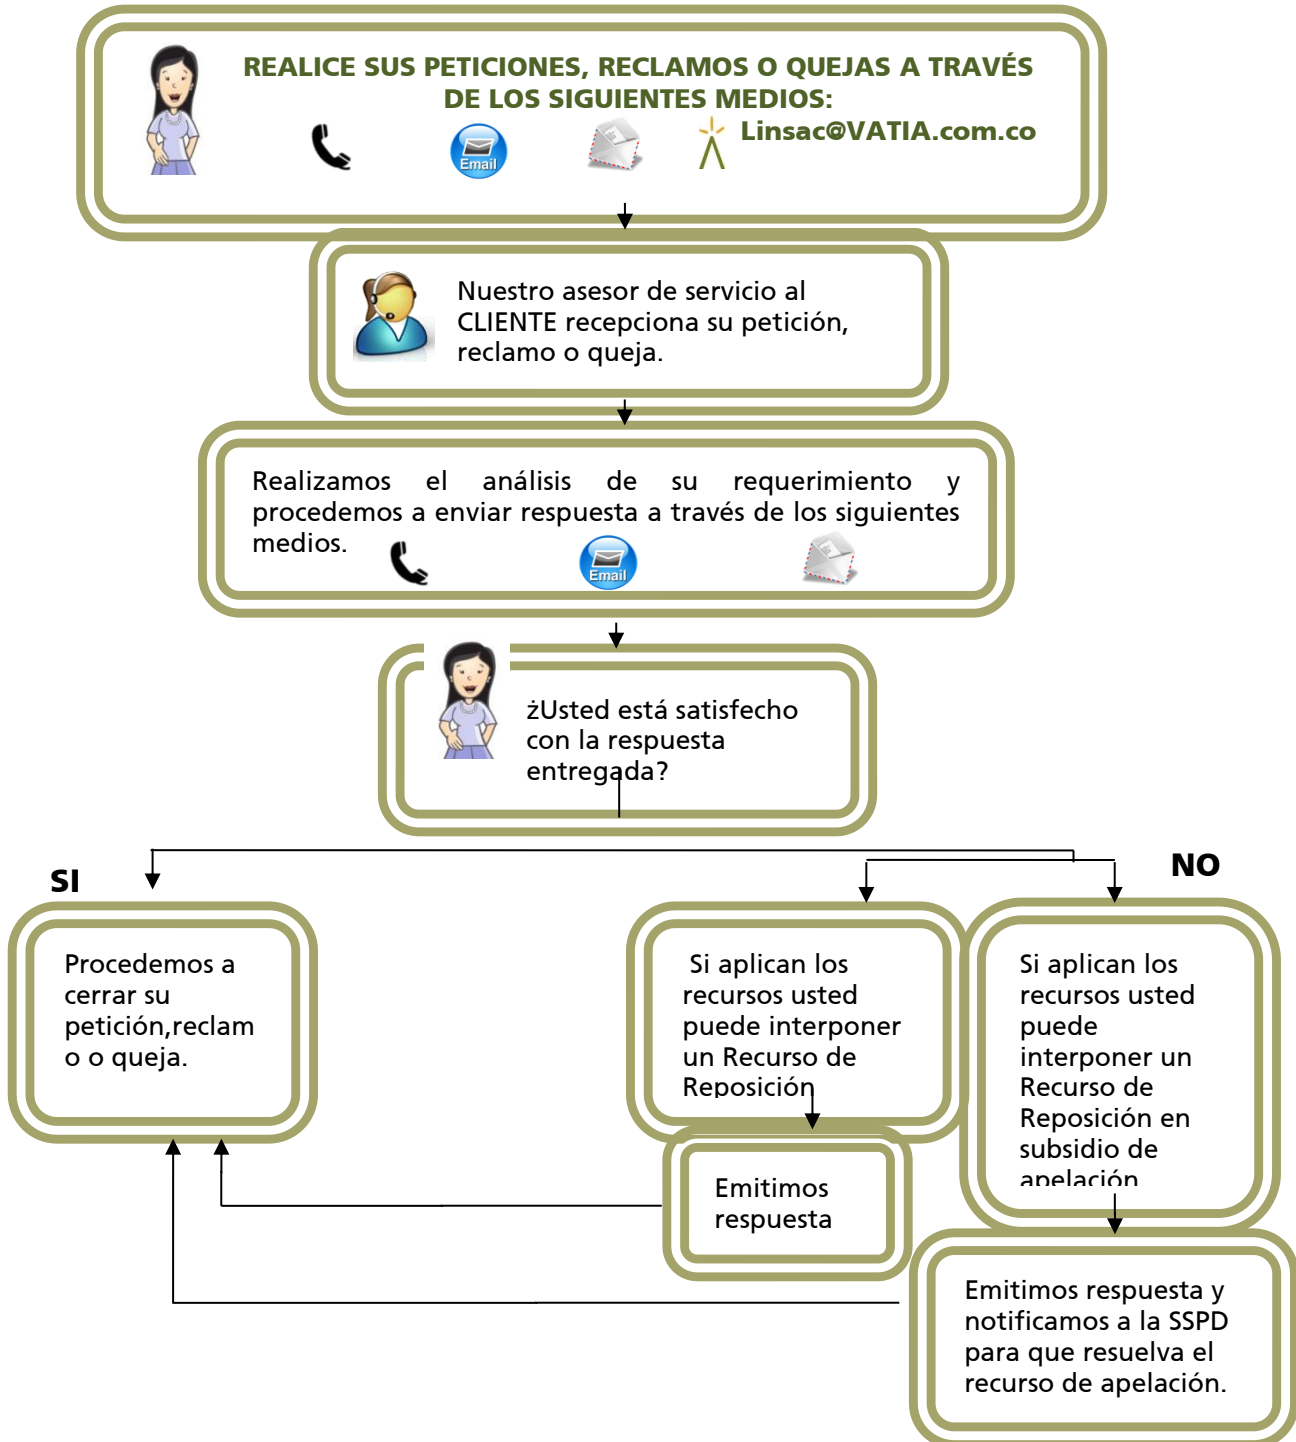 REALICE SUS PETICIONES, RECLAMOS O QUEJAS A TRAVÉS
DE LOS SIGUIENTES MEDIOS:
Email
Linsac@VATIA.com.co
Nuestro asesor de servicio al
CLIENTE recepciona su petición,
reclamo o queja.
Realizamos el análisis de su requerimiento y
procedemos a enviar respuesta a través de los siguientes
medios.
Email
żUsted está satisfecho
con la respuesta
entregada?
SI
NO
Procedemos a
cerrar su
petición,reclam
o o queja.
Si aplican los
recursos usted
puede interponer
un Recurso de
Reposición
Si aplican los
recursos usted
puede
interponer un
Recurso de
Reposición en
subsidio de
apelación
Emitimos
respuesta
Emitimos respuesta y
notificamos a la SSPD
para que resuelva el
recurso de apelación.